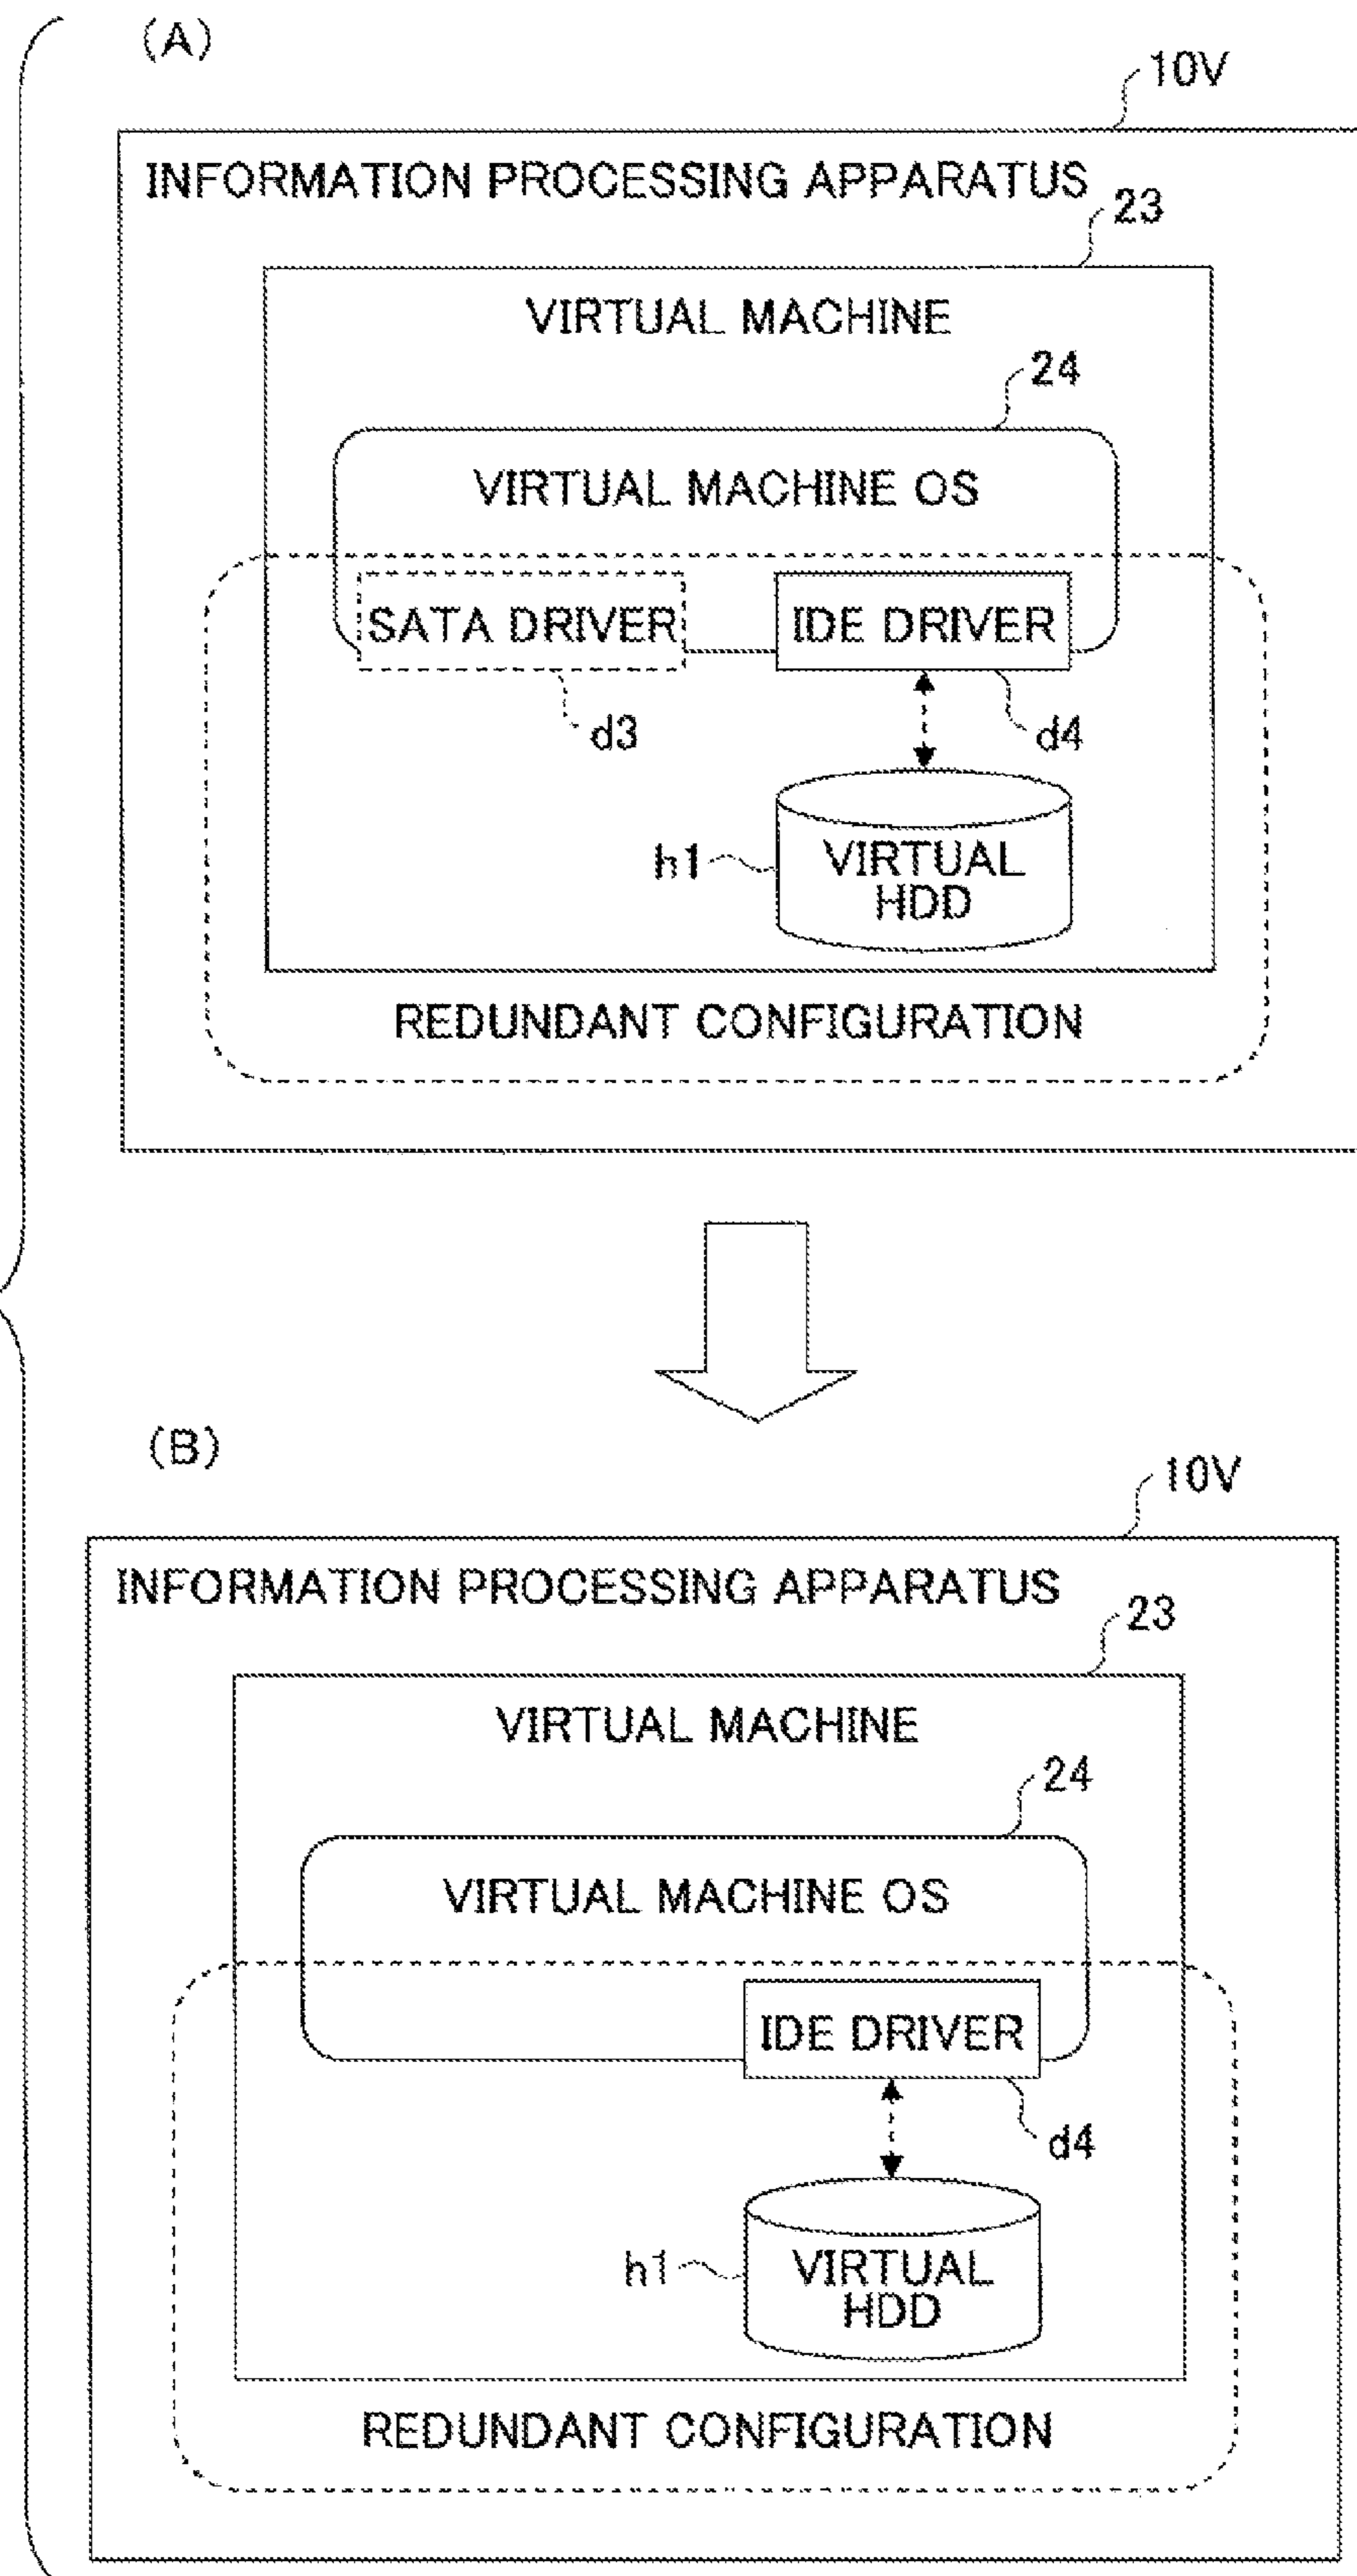 (A)
10V
INFORMATION PROCESSING APPARATUS
23
VIRTUAL MACHINE
24
VIRTUAL MACHINE OS
SATA DRIVER
IDE DRIVER
d3
d4
h1
VIRTUAL
HDD
REDUNDANT CONFIGURATION
(B)
10V
INFORMATION PROCESSING APPARATUS
23
VIRTUAL MACHINE
24
VIRTUAL MACHINE OS
IDE DRIVER
d4
h1
VIRTUAL
HDD
REDUNDANT CONFIGURATION